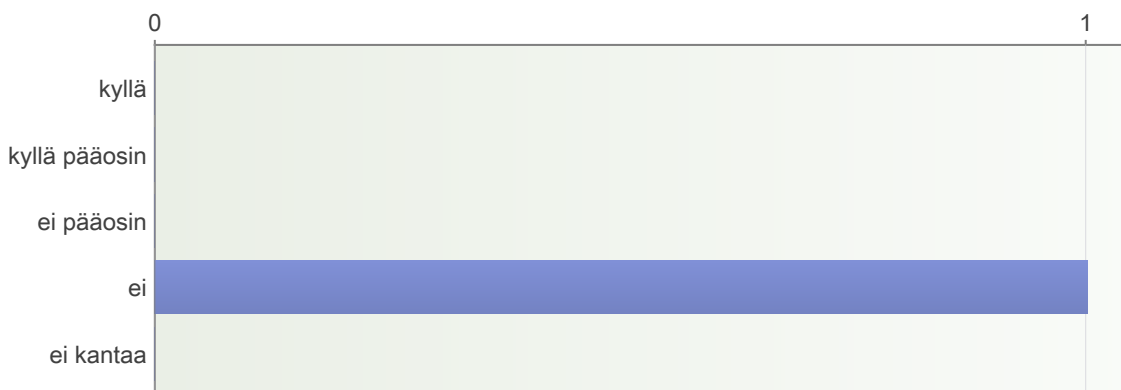 0 1
kyllä
kyllä pääosin
ei pääosin
ei
ei kantaa